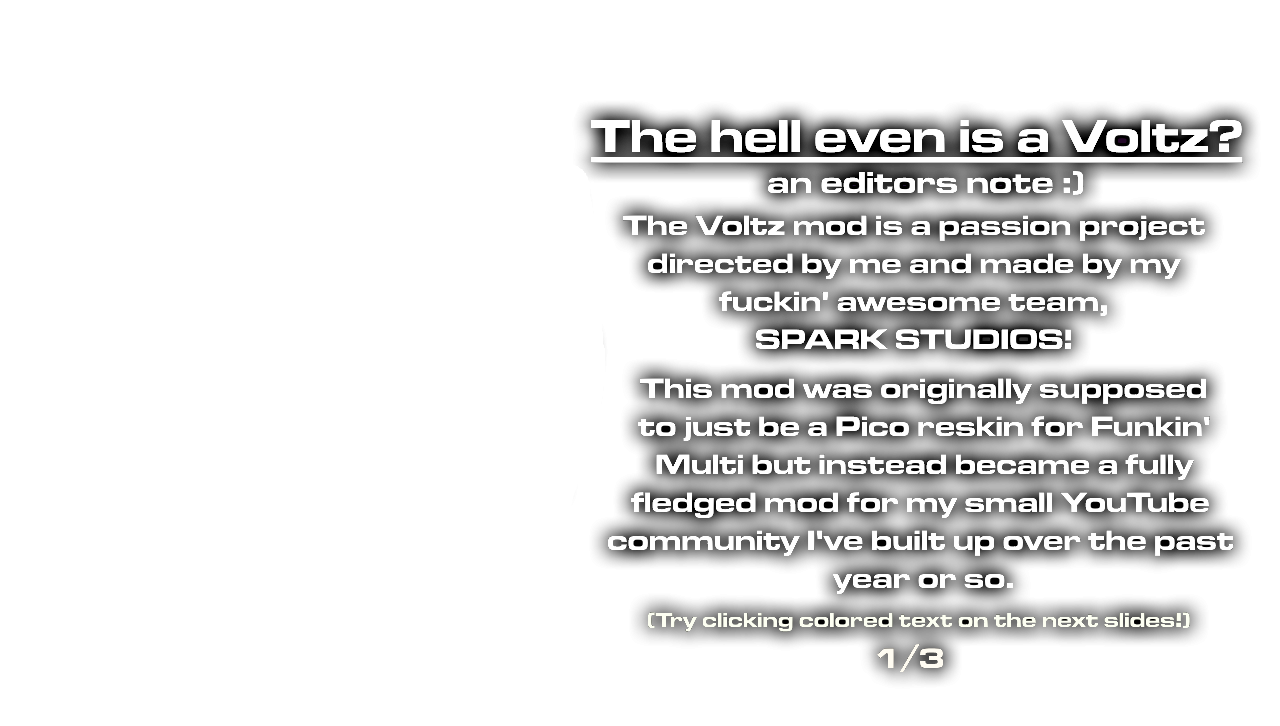 The hell even is a Voltz?
an editors note :)
The Voltz mod is a passion project
directed by me and made by my
fuckin' awesome team,
SPARK STUDIOS!
This mod was originally supposed
to just be a Pico reskin for Funkin'
Multi but instead became a fully
fledged mod for my small YouTube
community I've built up over the past
year or so.
(Try clicking colored text on the next slides!)
1/3